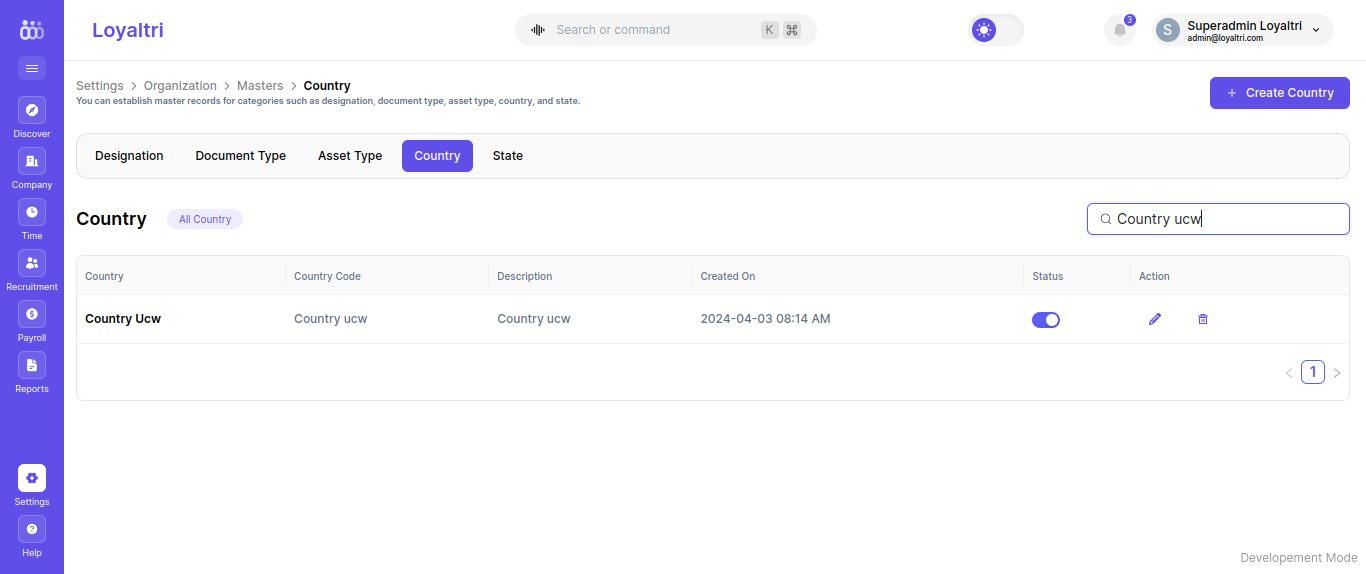 Loyaltri
Search or command K ⌘
3
S Superadmin Loyaltri
admin@loyaltri.com
Settings > Organization > Masters > Country
You can establish master records for categories such as designation, document type, asset type, country, and state.
+ Create Country
Discover
Company
Time
Recruitment
Payroll
Reports
Settings
Help
Designation Document Type Asset Type Country State
Country All Country Country ucw
Country Country Code Description Created On Status Action
Country Ucw Country ucw Country ucw 2024-04-03 08:14 AM
< 1 >
Developement Mode